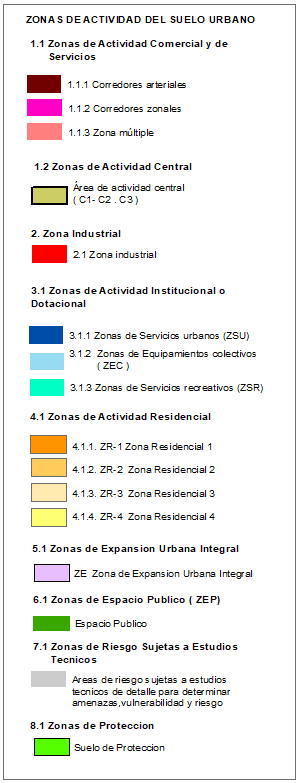 ZONAS DE ACTIVIDAD DEL SUELO URBANO
1.1 Zonas de Actividad Comercial y de
Servicios
1.1.1 Corredores arteriales
1.1.2 Corredores zonales
1.1.3 Zona múltiple
1.2 Zonas de Actividad Central
Área de actividad central
( C1- C2 . C3 )
2. Zona Industrial
2.1 Zona industrial
3.1 Zonas de Actividad Institucional o
Dotacional
3.1.1 Zonas de Servicios urbanos (ZSU)
3.1.2 Zonas de Equipamientos colectivos
( ZEC )
3.1.3 Zonas de Servicios recreativos (ZSR)
4.1 Zonas de Actividad Residencial
4.1.1. ZR-1 Zona Residencial 1
4.1.2. ZR-2 Zona Residencial 2
4.1.3. ZR-3 Zona Residencial 3
4.1.4. ZR-4 Zona Residencial 4
5.1 Zonas de Expansion Urbana Integral
ZE Zona de Expansion Urbana Integral
6.1 Zonas de Espacio Publico ( ZEP)
Espacio Publico
7.1 Zonas de Riesgo Sujetas a Estudios
Tecnicos
Areas de riesgo sujetas a estudios
tecnicos de detalle para determinar
amenazas,vulnerabilidad y riesgo
8.1 Zonas de Proteccion
Suelo de Proteccion